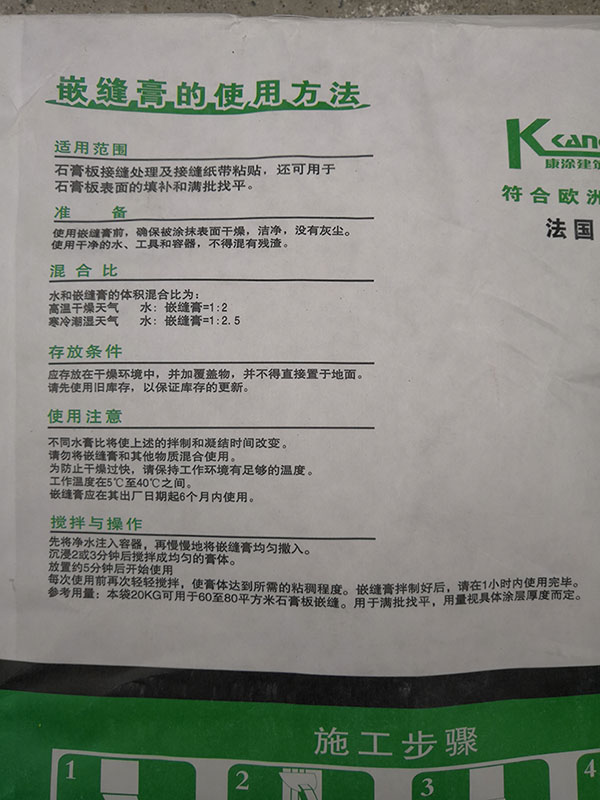 嵌缝膏的使用方法
适用范围
石膏板接缝处理及接缝纸带粘贴，还可用于
石膏板表面的填补和满批找平。
准 备
使用嵌缝膏前，确保被涂抹表面干燥，洁净，没有灰尘。
使用干净的水、工具和容器，不得混有残渣。
混合比
水和嵌缝膏的体积混合比为：
高温干燥天气 水：嵌缝膏=1:2
寒冷潮湿天气 水：嵌缝膏=1:2.5
存放条件
应存放在干燥环境中，并加覆盖物，并不得直接置于地面。
请先使用旧库存，以保证库存的更新。
使用注意
不同水膏比将使上述的拌制和凝结时间改变。
请勿将嵌缝膏和其他物质混合使用。
为防止干燥过快，请保持工作环境有足够的温度。
工作温度在5℃至40℃之间。
嵌缝膏应在其出厂日期起6个月内使用。
搅拌与操作
先将净水注入容器，再慢慢地将嵌缝膏均匀撒入。
沉浸2或3分钟后搅拌成均匀的膏体。
放置约5分钟后开始使用
每次使用前再次轻轻搅拌，使膏体达到所需的粘稠程度。嵌缝膏拌制好后，请在1小时内使用完毕。
参考用量：本袋20KG可用于60至80平方米石膏板嵌缝。用于满批找平，用量视具体涂层厚度而定。
KKAN
康涂建筑
符合欧洲
法国
施工步骤
1
2
3
4